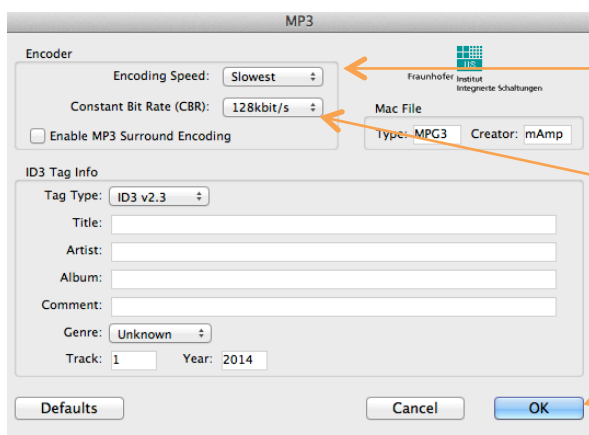 MP3
Encoder
Encoding Speed: Slowest
Constant Bit Rate (CBR): 128kbit/s
Enable MP3 Surround Encoding
IIS
Fraunhofer Institut
Integrierte Schaltungen
Mac File
Type: MPG3 Creator: mAmp
ID3 Tag Info
Tag Type: ID3 v2.3
Title:
Artist:
Album:
Comment:
Genre: Unknown
Track: 1 Year: 2014
Defaults Cancel OK